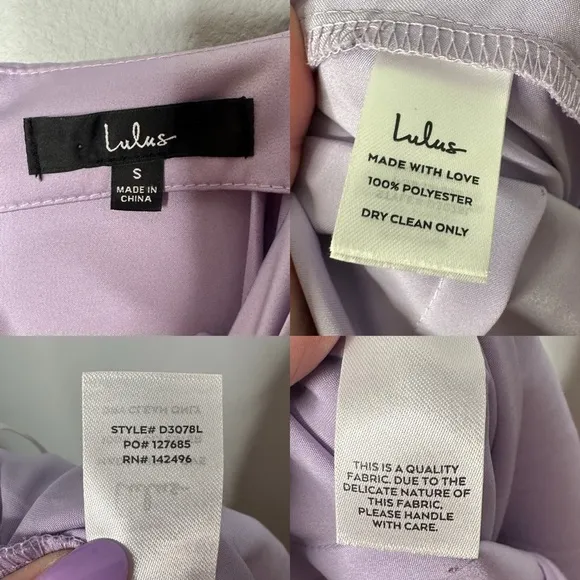 Lulus
S
MADE IN
CHINA
Lulus
MADE WITH LOVE
100% POLYESTER
DRY CLEAN ONLY
STYLE# D3078L
PO# 127685
RN# 142496
THIS IS A QUALITY
FABRIC. DUE TO THE
DELICATE NATURE OF
THIS FABRIC,
PLEASE HANDLE
WITH CARE.